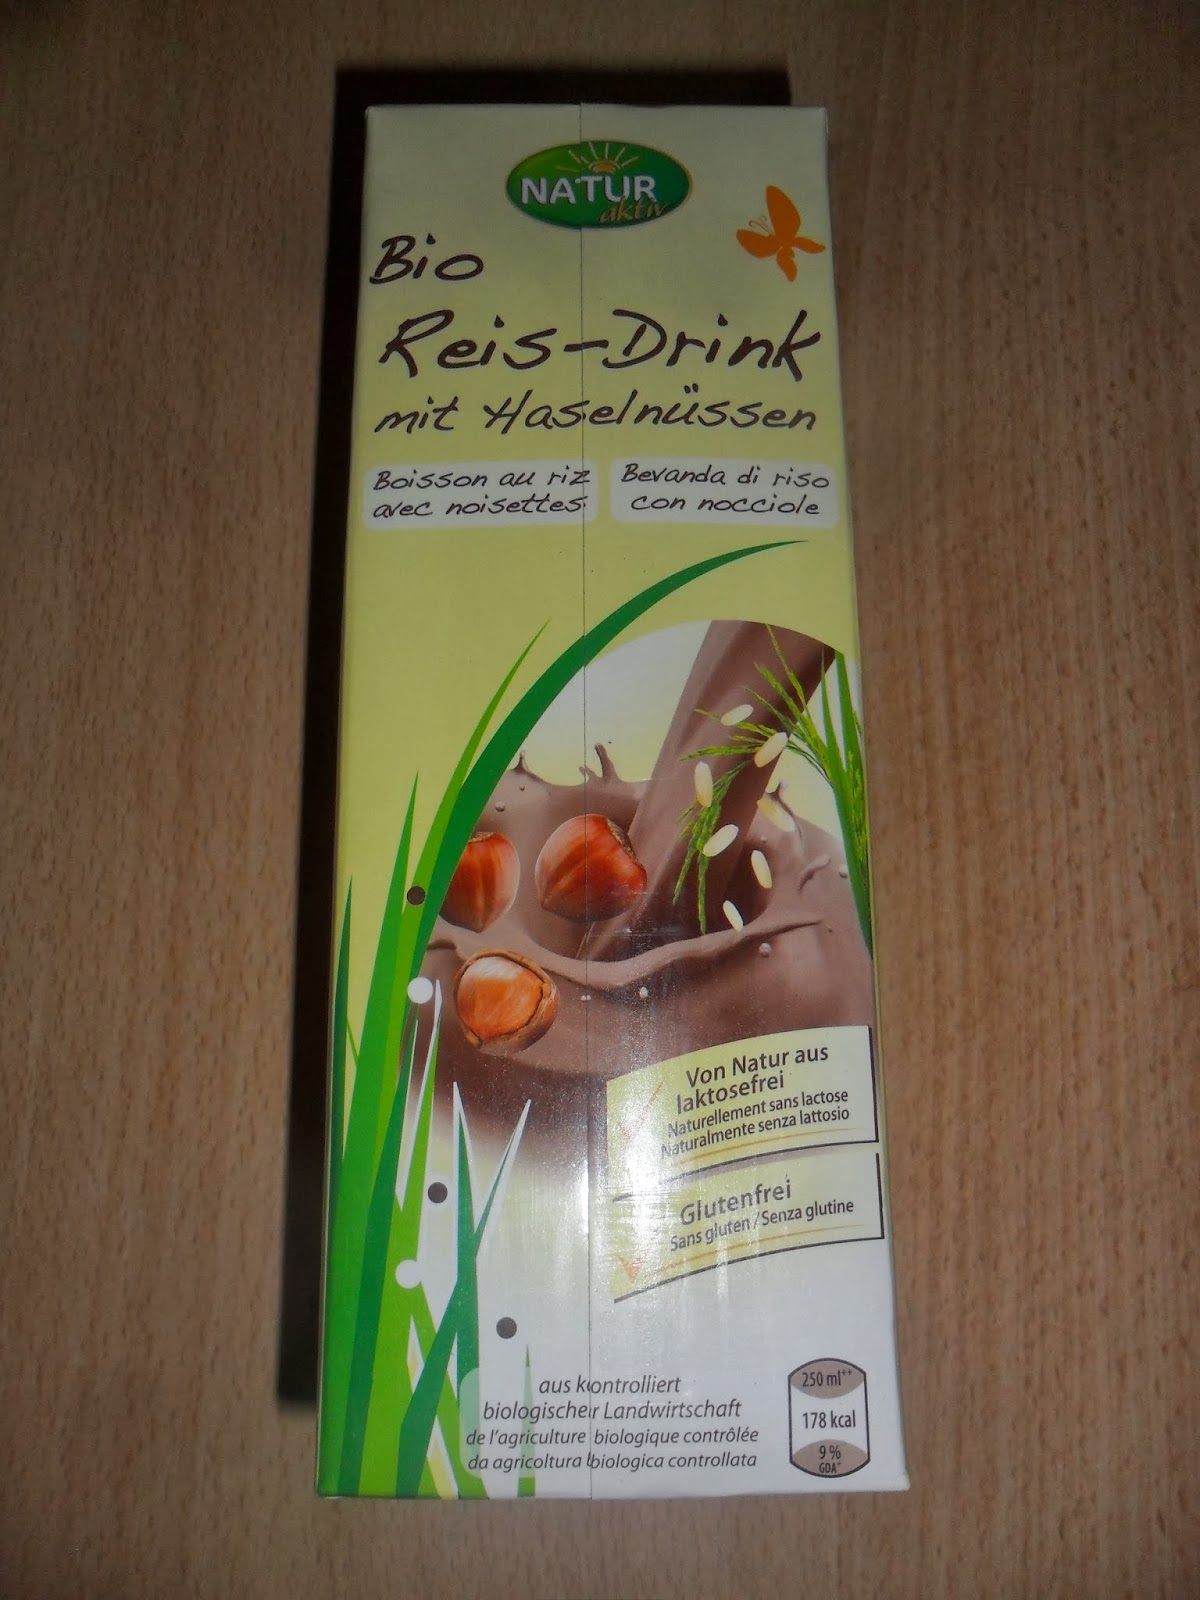 NATUR
aktiv
Bio
Reis-Drink
mit Haselnüssen
Boisson au riz
avec noisettes
Bevanda di riso
con nocciole
Von Natur aus
laktosefrei
Naturellement sans lactose
Naturalmente senza lattosio
Glutenfrei
Sans gluten / Senza glutine
aus kontrolliert
biologischer Landwirtschaft
de l'agriculture biologique contrôlée
da agricoltura biologica controllata
250 ml++
178 kcal
9 %
GDA*